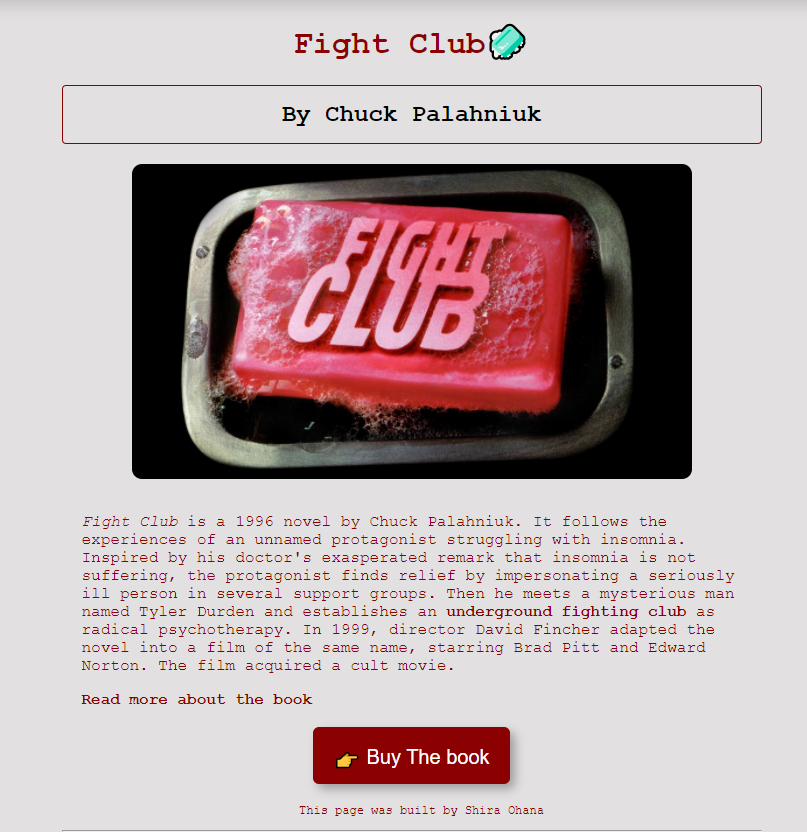 Fight Club
By Chuck Palahniuk
FIGHT
CLUB
Fight Club is a 1996 novel by Chuck Palahniuk. It follows the
experiences of an unnamed protagonist struggling with insomnia.
Inspired by his doctor's exasperated remark that insomnia is not
suffering, the protagonist finds relief by impersonating a seriously
ill person in several support groups. Then he meets a mysterious man
named Tyler Durden and establishes an underground fighting club as
radical psychotherapy. In 1999, director David Fincher adapted the
novel into a film of the same name, starring Brad Pitt and Edward
Norton. The film acquired a cult movie.
Read more about the book
👉 Buy The book
This page was built by Shira Ohana